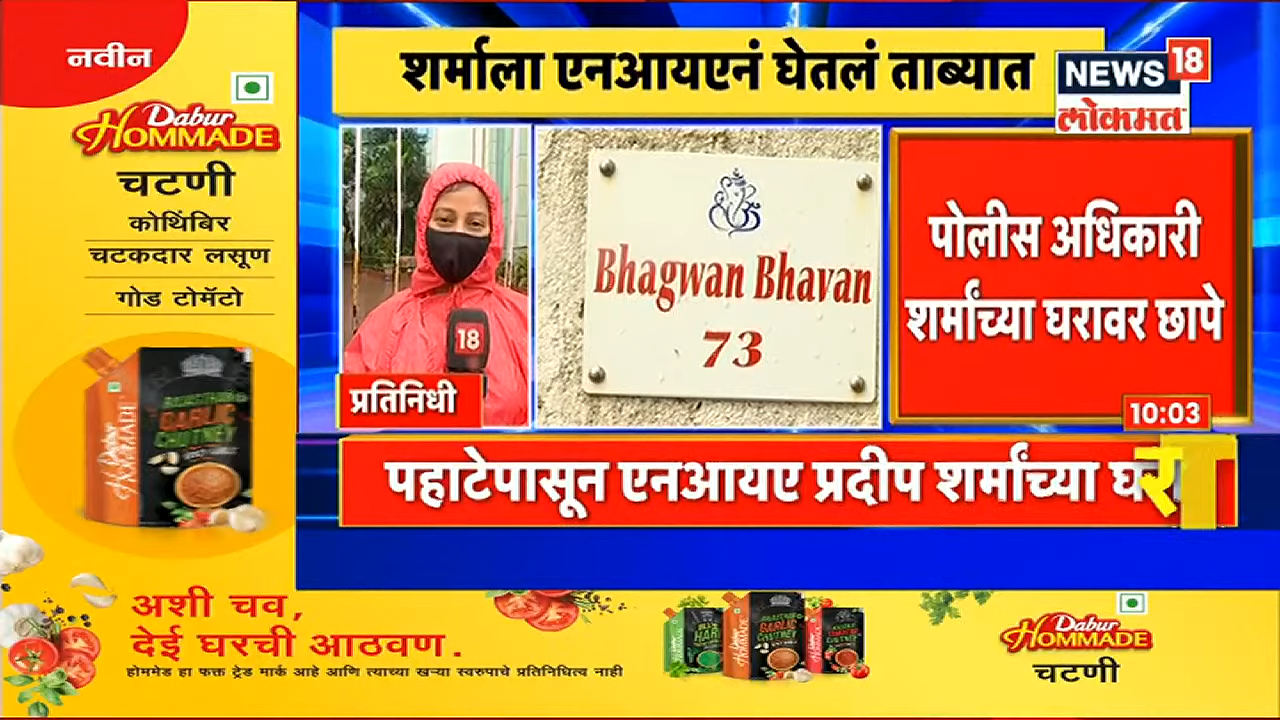 नवीन
Dabur
HOMMADE
चटणी
कोथिंबिर
चटकदार लसूण
गोड टोमॅटो
शर्माला एनआयएनं घेतलं ताब्यात
NEWS 18
लोकमत
18
प्रतिनिधी
Bhagwan Bhavan
73
पोलीस अधिकारी
शर्मांच्या घरावर छापे
10:03
पहाटेपासून एनआयए प्रदीप शर्मांच्या
अशी चव,
देई घरची आठवण.
होममेड हा फक्त ट्रेड मार्क आहे आणि त्याच्या खऱ्या स्वरुपाचे प्रतिनिधित्व नाही
Dabur
HOMMADE
चटणी